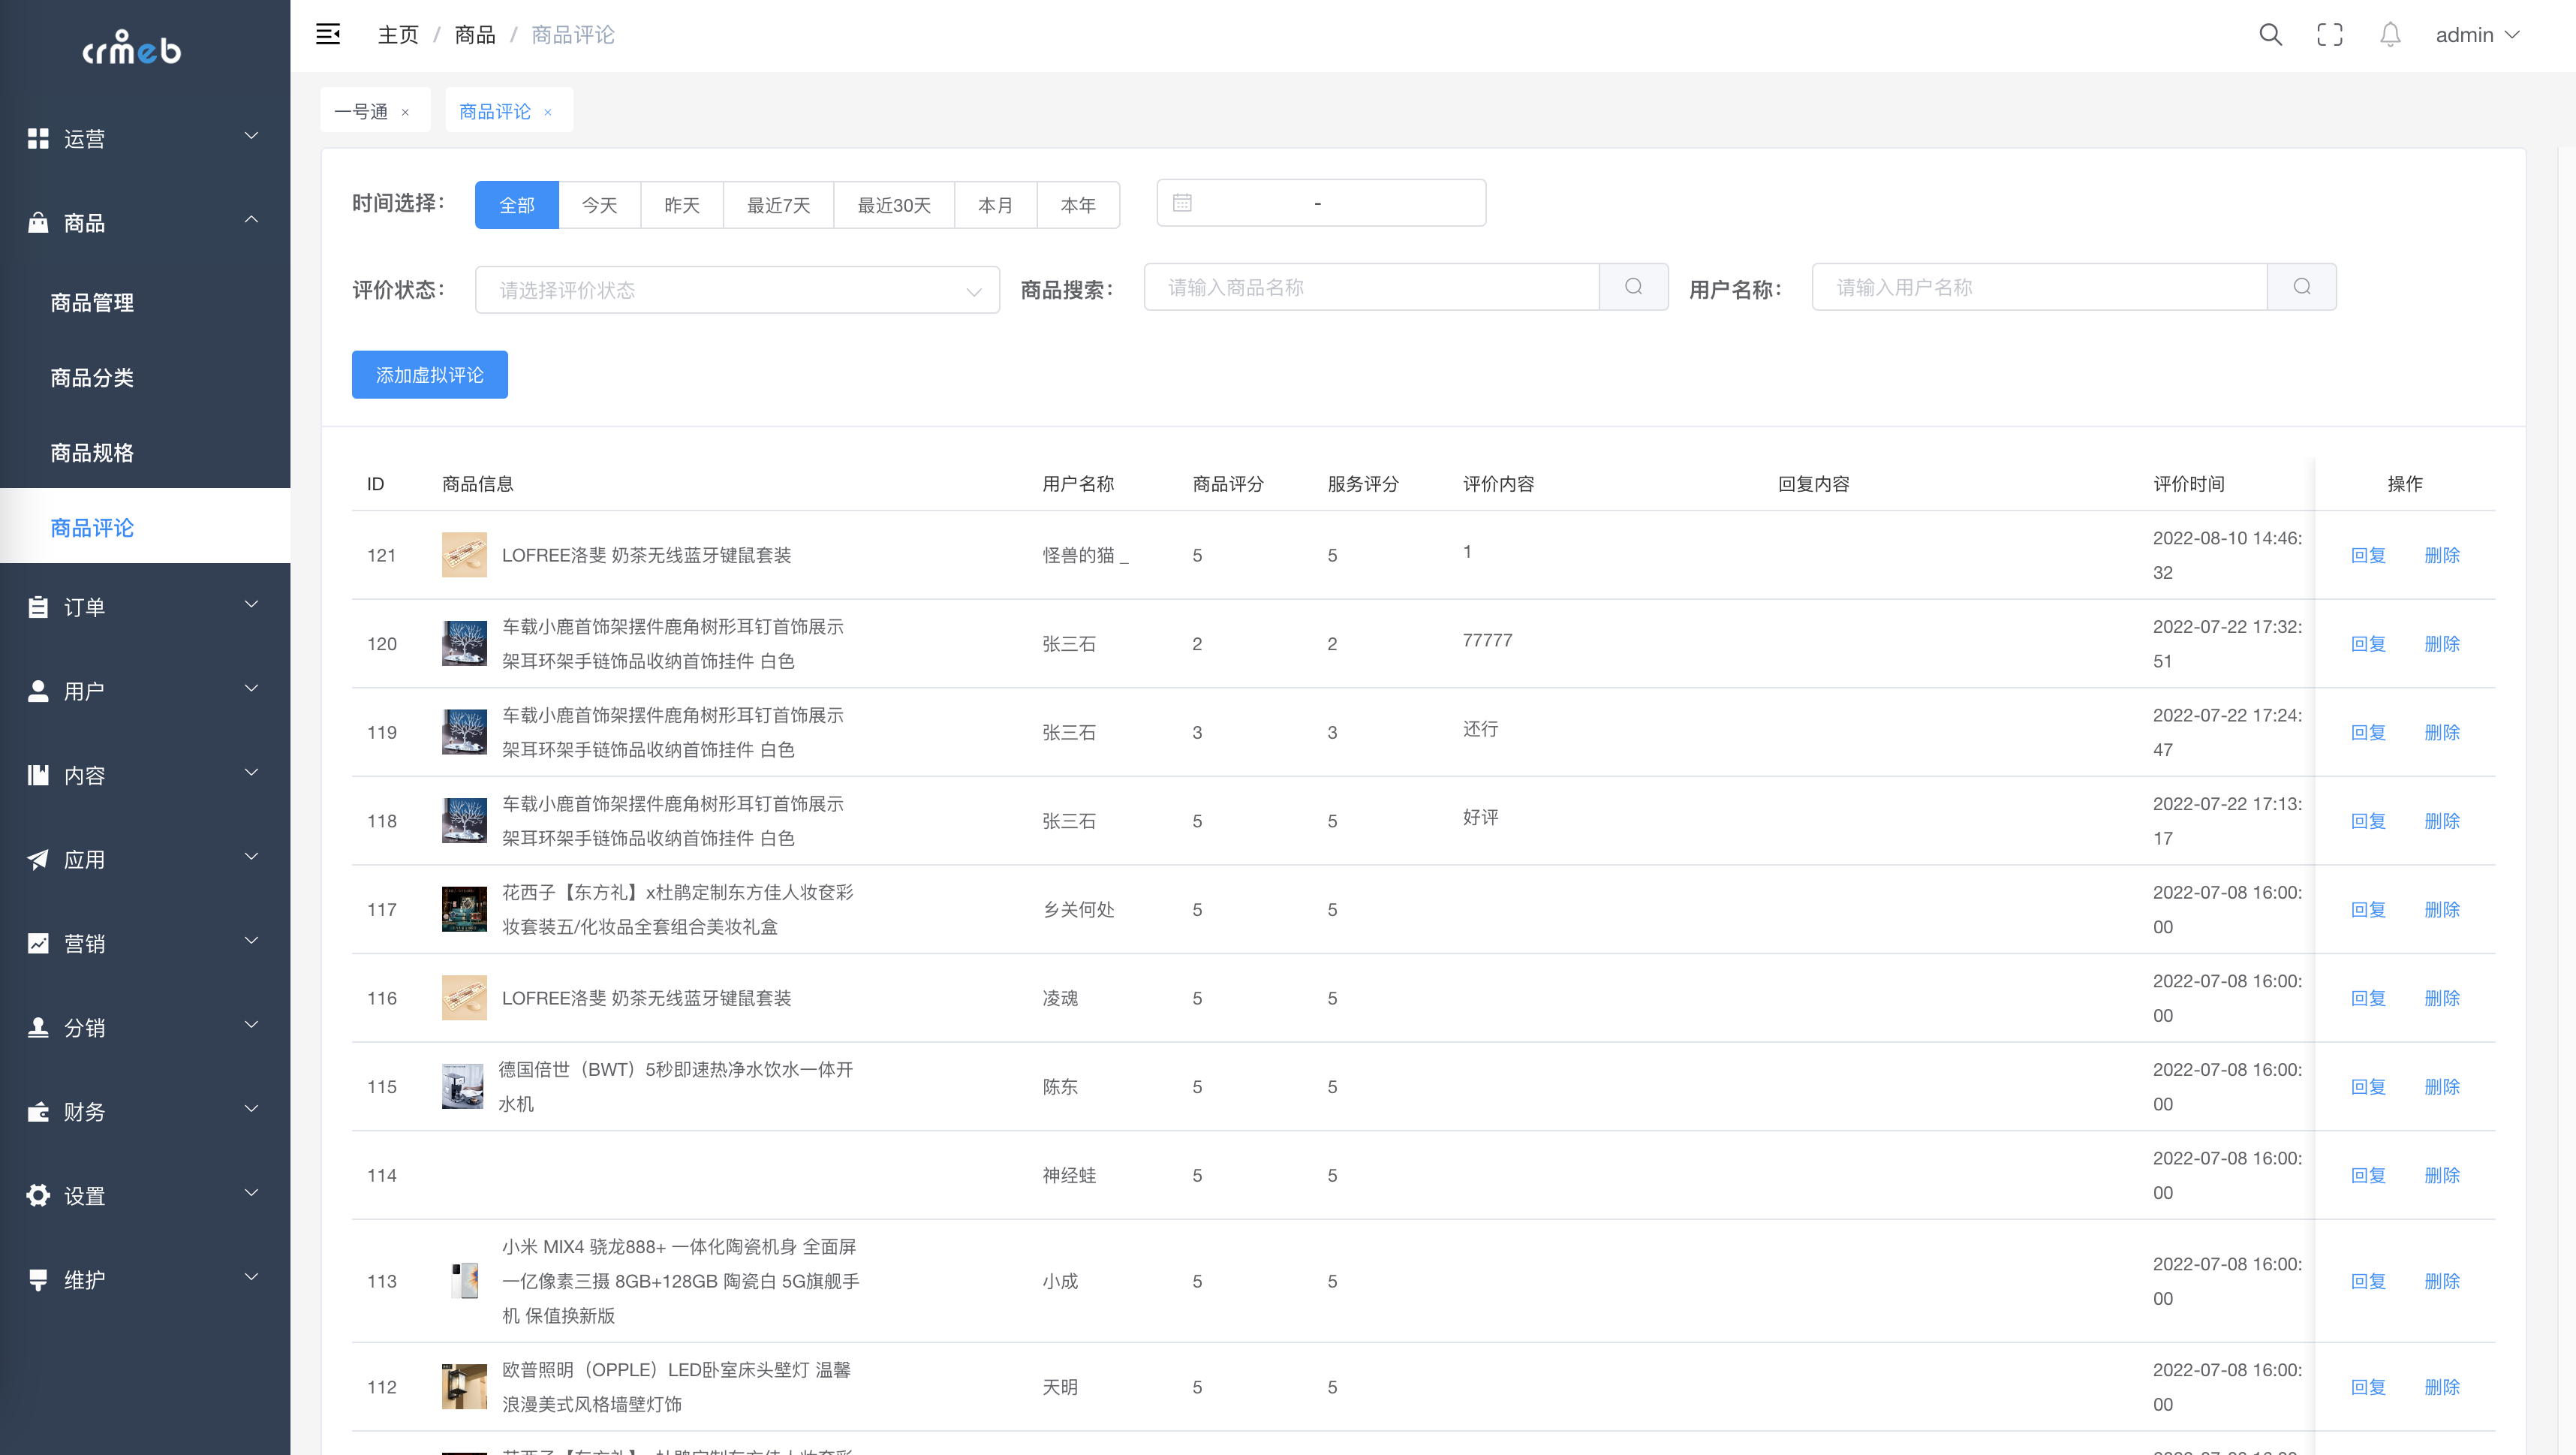 crmeb
主页 / 商品 / 商品评论
admin
一号通 ×
商品评论 ×
运营
商品
商品管理
商品分类
商品规格
商品评论
订单
用户
内容
应用
营销
分销
财务
设置
维护
时间选择：
全部 今天 昨天 最近7天 最近30天 本月 本年
-
评价状态：
请选择评价状态
商品搜索：
请输入商品名称
用户名称：
请输入用户名称
添加虚拟评论
ID 商品信息 用户名称 商品评分 服务评分 评价内容 回复内容 评价时间 操作
121 LOFREE洛斐 奶茶无线蓝牙键鼠套装 怪兽的猫 _ 5 5 1 2022-08-10 14:46: 回复 删除
32
120 车载小鹿首饰架摆件鹿角树形耳钉首饰展示 张三石 2 2 77777 2022-07-22 17:32: 回复 删除
架耳环架手链饰品收纳首饰挂件 白色 51
119 车载小鹿首饰架摆件鹿角树形耳钉首饰展示 张三石 3 3 还行 2022-07-22 17:24: 回复 删除
架耳环架手链饰品收纳首饰挂件 白色 47
118 车载小鹿首饰架摆件鹿角树形耳钉首饰展示 张三石 5 5 好评 2022-07-22 17:13: 回复 删除
架耳环架手链饰品收纳首饰挂件 白色 17
117 花西子【东方礼】x杜鹃定制东方佳人妆奁彩 乡关何处 5 5 2022-07-08 16:00: 回复 删除
妆套装五/化妆品全套组合美妆礼盒 00
116 LOFREE洛斐 奶茶无线蓝牙键鼠套装 凌魂 5 5 2022-07-08 16:00: 回复 删除
00
115 德国倍世（BWT）5秒即速热净水饮水一体开 陈东 5 5 2022-07-08 16:00: 回复 删除
水机 00
114 神经蛙 5 5 2022-07-08 16:00: 回复 删除
00
113 小米 MIX4 骁龙888+ 一体化陶瓷机身 全面屏 小成 5 5 2022-07-08 16:00: 回复 删除
一亿像素三摄 8GB+128GB 陶瓷白 5G旗舰手 00
机 保值换新版
112 欧普照明（OPPLE）LED卧室床头壁灯 温馨 天明 5 5 2022-07-08 16:00: 回复 删除
浪漫美式风格墙壁灯饰 00